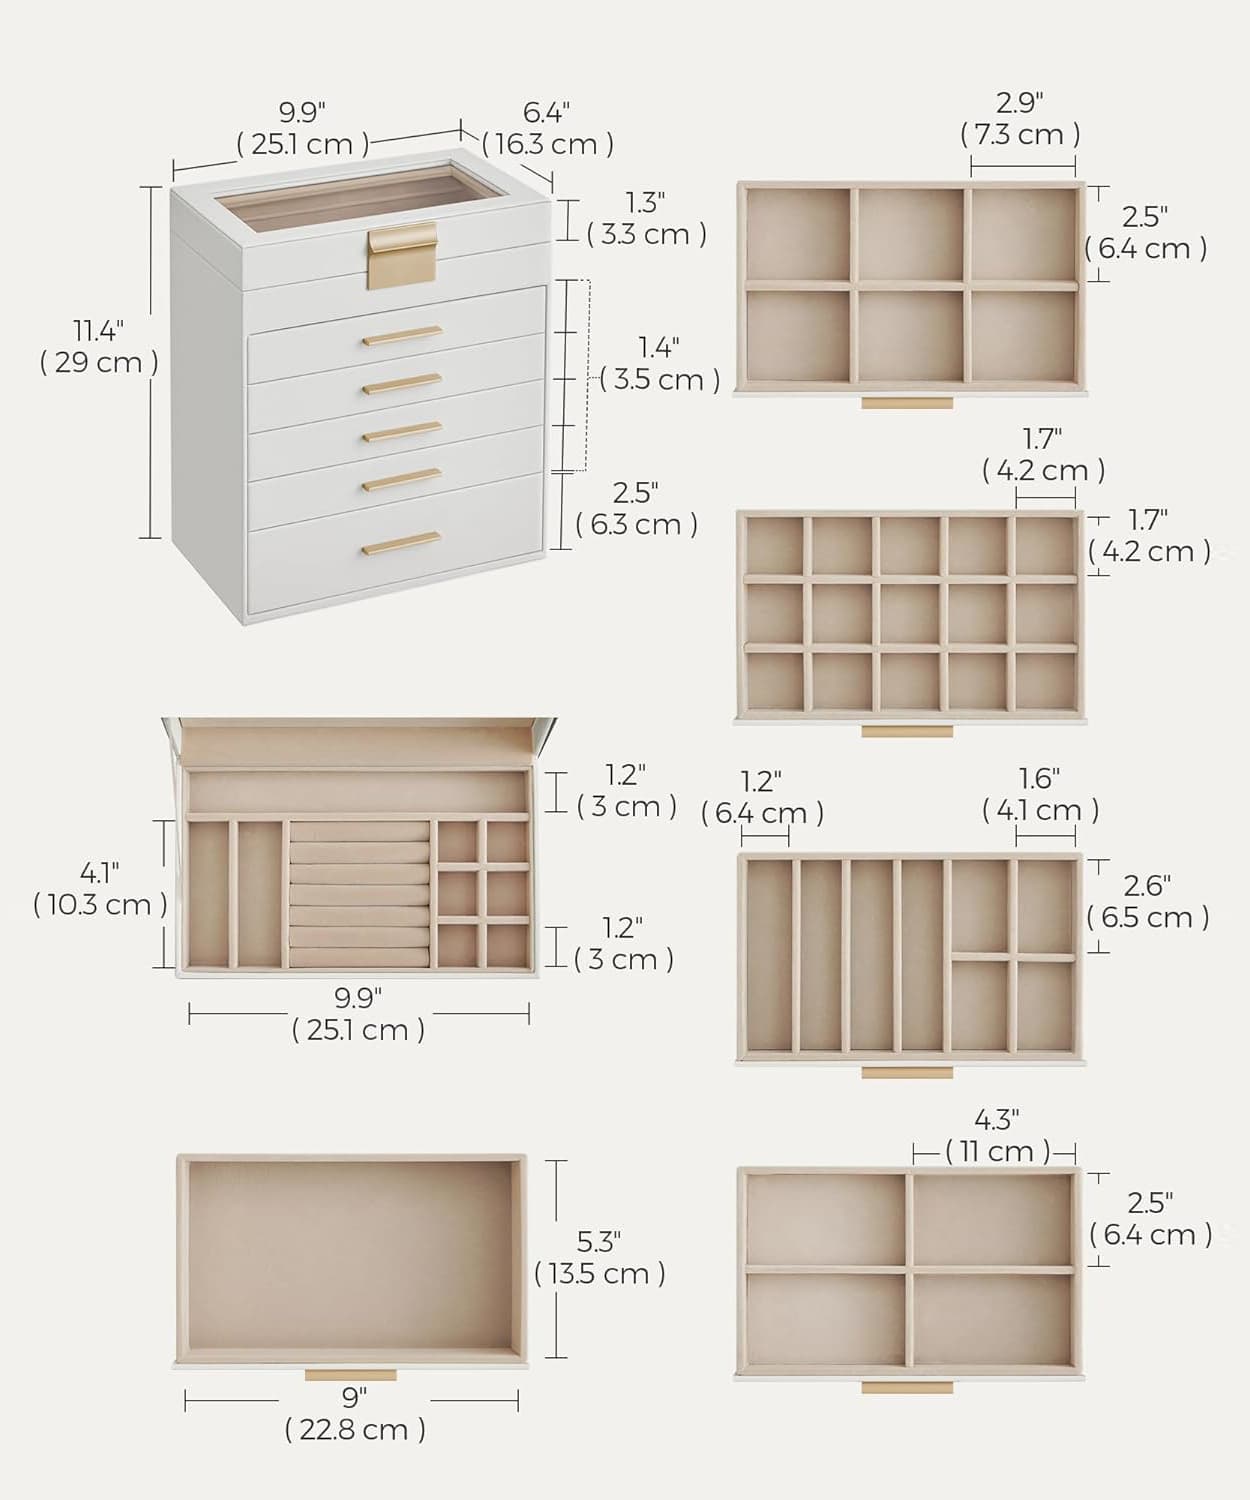 9.9"
( 25.1 cm )
6.4"
( 16.3 cm )
1.3"
( 3.3 cm )
11.4"
( 29 cm )
1.4"
( 3.5 cm )
2.5"
( 6.3 cm )
2.9"
( 7.3 cm )
2.5"
( 6.4 cm )
1.7"
( 4.2 cm )
1.7"
( 4.2 cm )
1.2"
( 3 cm )
4.1"
( 10.3 cm )
1.2"
( 3 cm )
9.9"
( 25.1 cm )
1.2"
( 6.4 cm )
1.6"
( 4.1 cm )
2.6"
( 6.5 cm )
5.3"
( 13.5 cm )
9"
( 22.8 cm )
4.3"
( 11 cm )
2.5"
( 6.4 cm )